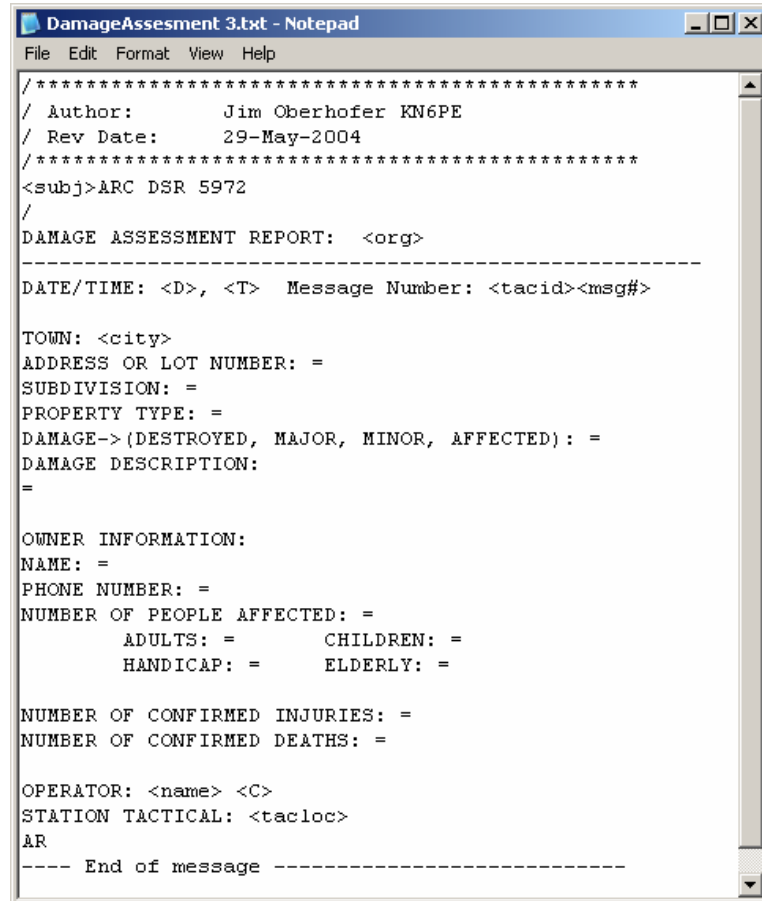 DamageAssesment 3.txt - Notepad
File Edit Format View Help
/***********************************************
/ Author:        Jim Oberhofer KN6PE
/ Rev Date:     29-May-2004
/***********************************************
<subj>ARC DSR 5972
/
DAMAGE ASSESSMENT REPORT:  <org>
------------------------------------------------------
DATE/TIME: <D>, <T>  Message Number: <tacid><msg#>

TOWN: <city>
ADDRESS OR LOT NUMBER: =
SUBDIVISION: =
PROPERTY TYPE: =
DAMAGE->(DESTROYED, MAJOR, MINOR, AFFECTED): =
DAMAGE DESCRIPTION:
=

OWNER INFORMATION:
NAME: =
PHONE NUMBER: =
NUMBER OF PEOPLE AFFECTED: =
        ADULTS: =       CHILDREN: =
        HANDICAP: =     ELDERLY: =

NUMBER OF CONFIRMED INJURIES: =
NUMBER OF CONFIRMED DEATHS: =

OPERATOR: <name> <C>
STATION TACTICAL: <tacloc>
AR
---- End of message ----------------------------